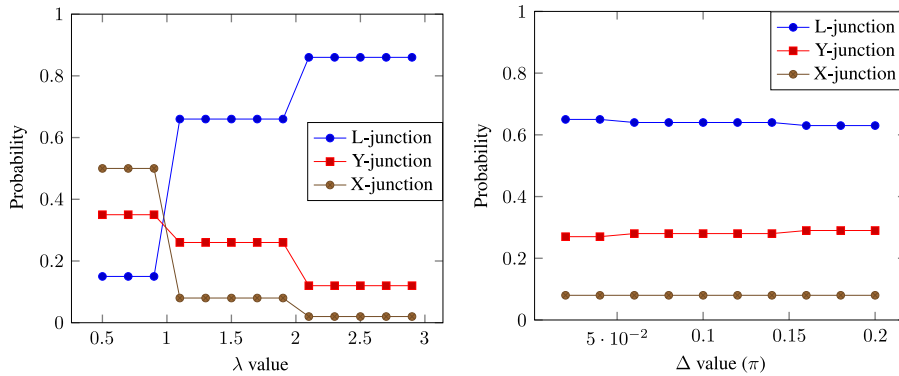 1
0.8
0.6
0.4
0.2
0
Probability
L-junction
Y-junction
X-junction
0.5 1 1.5 2 2.5 3
λ value
1
0.8
0.6
0.4
0.2
0
Probability
L-junction
Y-junction
X-junction
5 · 10⁻² 0.1 0.15 0.2
Δ value (π)